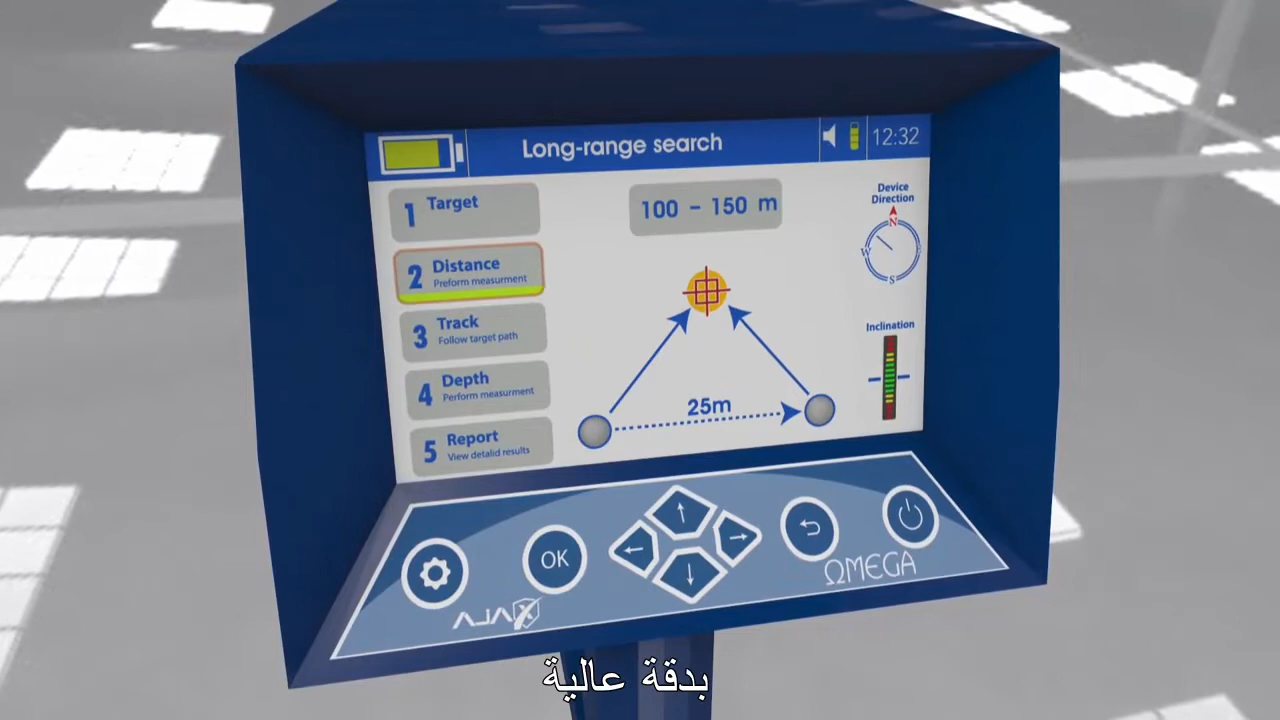 Long-range search
12:32
1 Target
2 Distance
Preform measurment
3 Track
Follow target path
4 Depth
Perform measurment
5 Report
View detalid results
100 - 150 m
25m
Device
Direction
N
W
S
Inclination
OK
AJAX
ΩMEGA
بدقة عالية